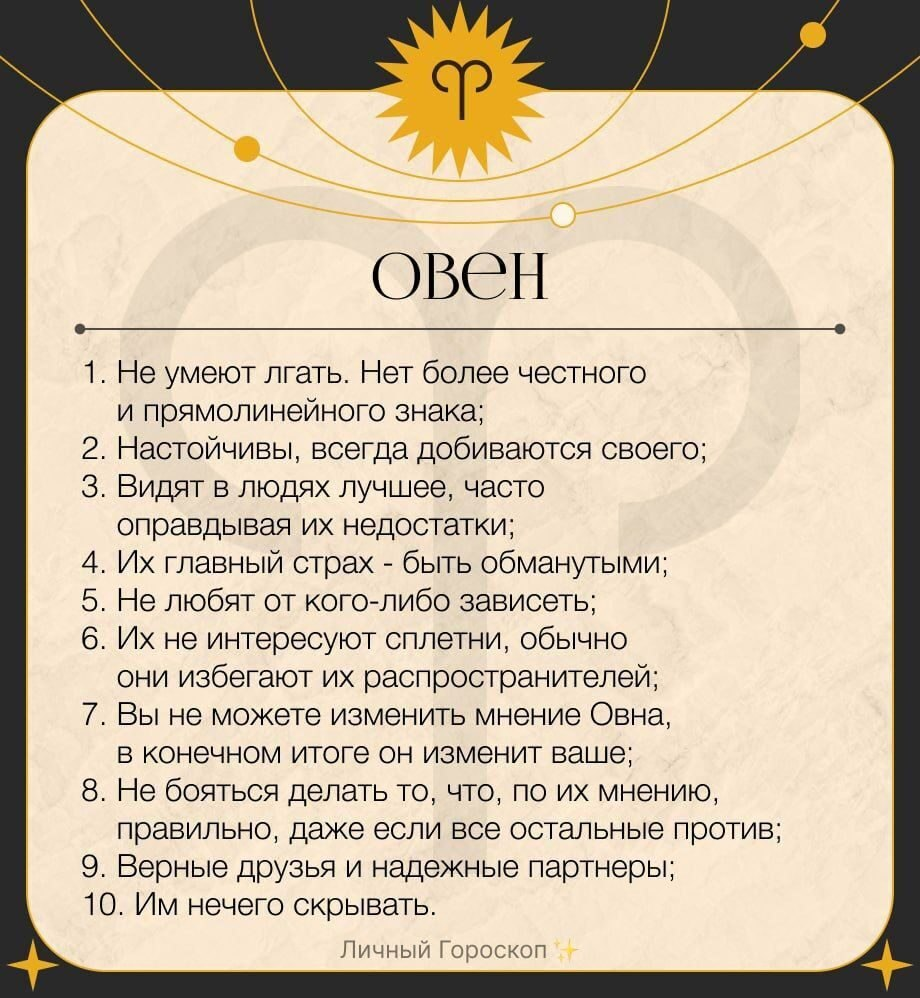 овен
1. Не умеют лгать. Нет более честного
и прямолинейного знака;
2. Настойчивы, всегда добиваются своего;
3. Видят в людях лучшее, часто
оправдывая их недостатки;
4. Их главный страх - быть обманутыми;
5. Не любят от кого-либо зависеть;
6. Их не интересуют сплетни, обычно
они избегают их распространителей;
7. Вы не можете изменить мнение Овна,
в конечном итоге он изменит ваше;
8. Не бояться делать то, что, по их мнению,
правильно, даже если все остальные против;
9. Верные друзья и надежные партнеры;
10. Им нечего скрывать.
Личный Гороскоп ✨